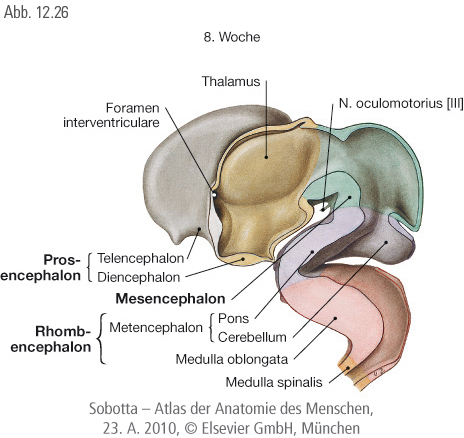 Abb. 12.26
8. Woche
Thalamus
Foramen
interventriculare
N. oculomotorius [III]
Pros-
encephalon
Telencephalon
Diencephalon
Mesencephalon
Rhomb-
encephalon
Metencephalon
Pons
Cerebellum
Medulla oblongata
Medulla spinalis
Sobotta – Atlas der Anatomie des Menschen,
23. A. 2010, © Elsevier GmbH, München